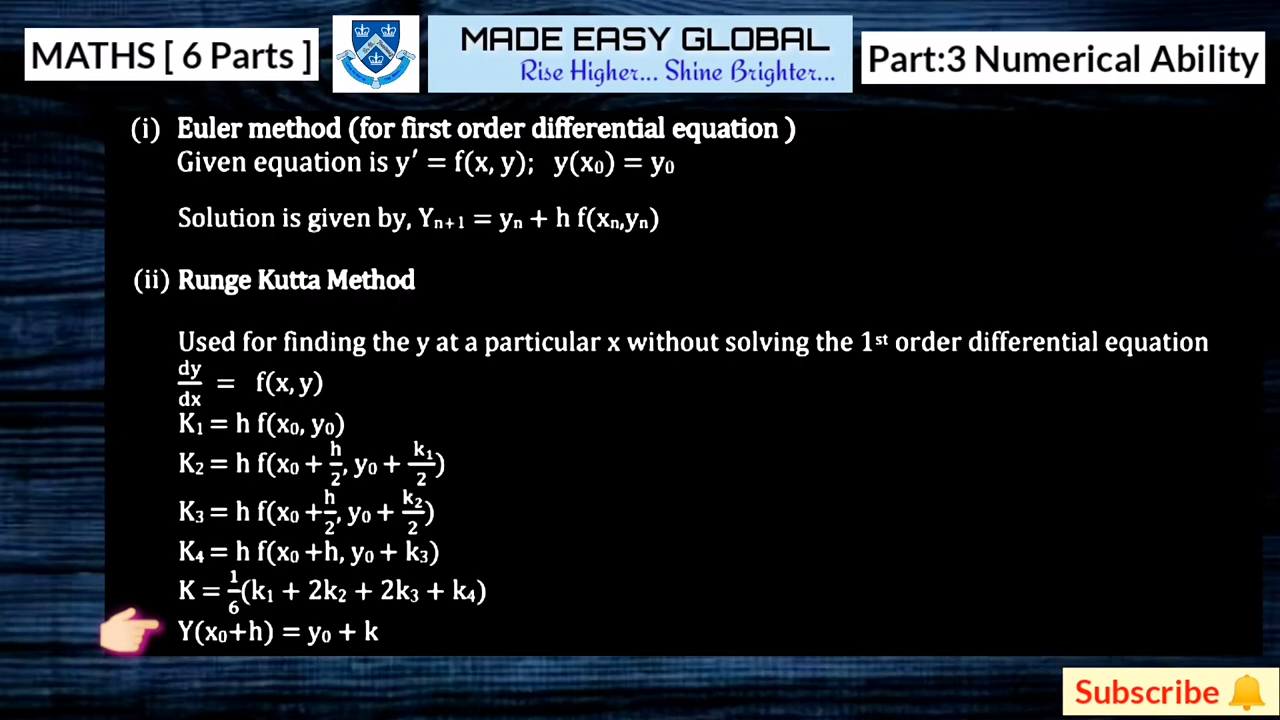 MATHS [ 6 Parts ]
MADE EASY GLOBAL
Rise Higher... Shine Brighter...
Part:3 Numerical Ability
(i) Euler method (for first order differential equation )
Given equation is y′ = f(x, y); y(x₀) = y₀
Solution is given by, Yₙ₊₁ = yₙ + h f(xₙ,yₙ)
(ii) Runge Kutta Method
Used for finding the y at a particular x without solving the 1ˢᵗ order differential equation
dy/dx = f(x, y)
K₁ = h f(x₀, y₀)
K₂ = h f(x₀ + h/2, y₀ + k₁/2)
K₃ = h f(x₀ +h/2, y₀ + k₂/2)
K₄ = h f(x₀ +h, y₀ + k₃)
K = 1/6(k₁ + 2k₂ + 2k₃ + k₄)
Y(x₀+h) = y₀ + k
Subscribe